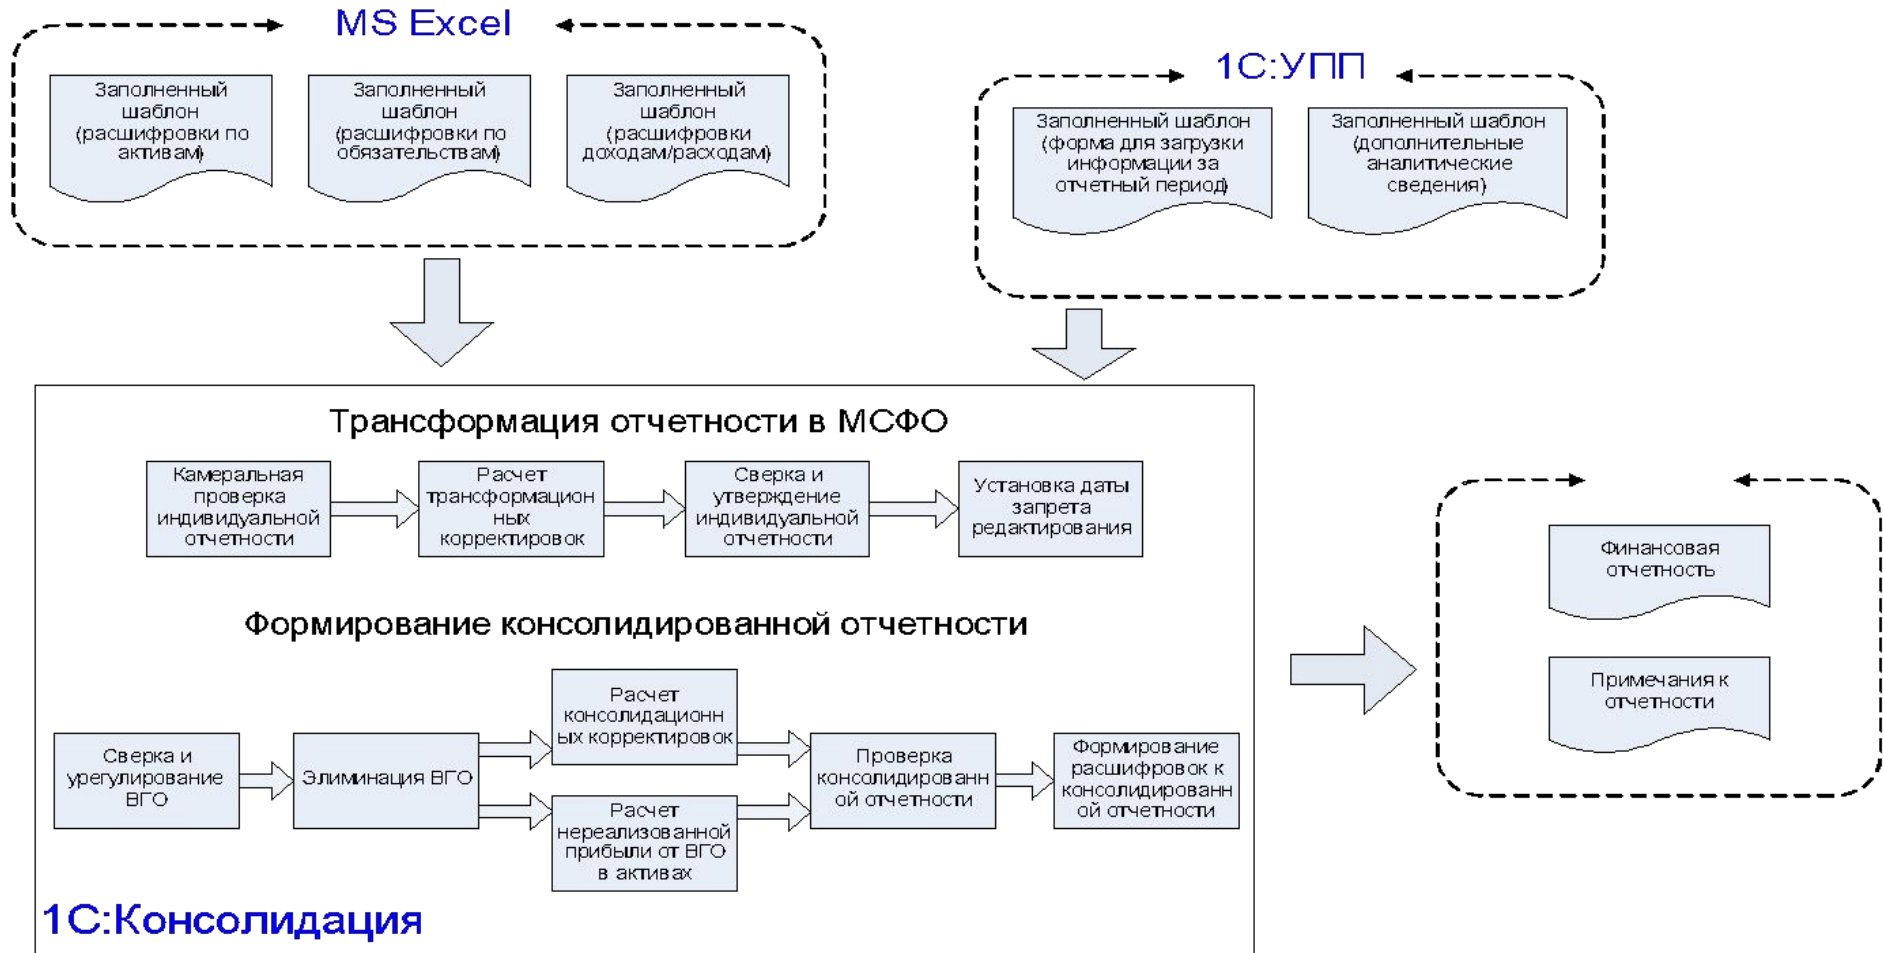 MS Excel
Заполненный
шаблон
(расшифровки по
активам)
Заполненный
шаблон
(расшифровки по
обязательствам)
Заполненный
шаблон
(расшифровки
доходам/расходам)
1С:УПП
Заполненный шаблон
(форма для загрузки
информации за
отчетный период)
Заполненный шаблон
(дополнительные
аналитические
сведения)
Трансформация отчетности в МСФО
Камеральная
проверка
индивидуальной
отчетности
Расчет
трансформацион
ных
корректировок
Сверка и
утверждение
индивидуальной
отчетности
Установка даты
запрета
редактирования
Формирование консолидированной отчетности
Сверка и
урегулирование
ВГО
Элиминация ВГО
Расчет
консолидационн
ых корректировок
Расчет
нереализованной
прибыли от ВГО
в активах
Проверка
консолидированн
ой отчетности
Формирование
расшифровок к
консолидированн
ой отчетности
1С:Консолидация
Финансовая
отчетность
Примечания к
отчетности